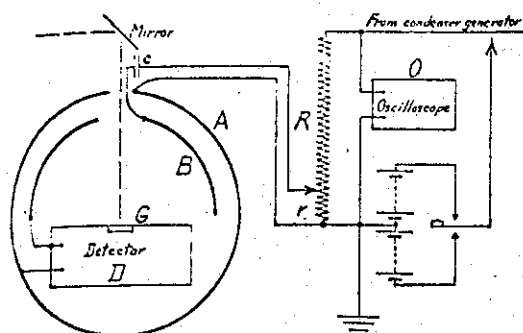 Mirror
From condenser generator
c
O
Oscilloscope
A
R
B
r
G
Detector
D